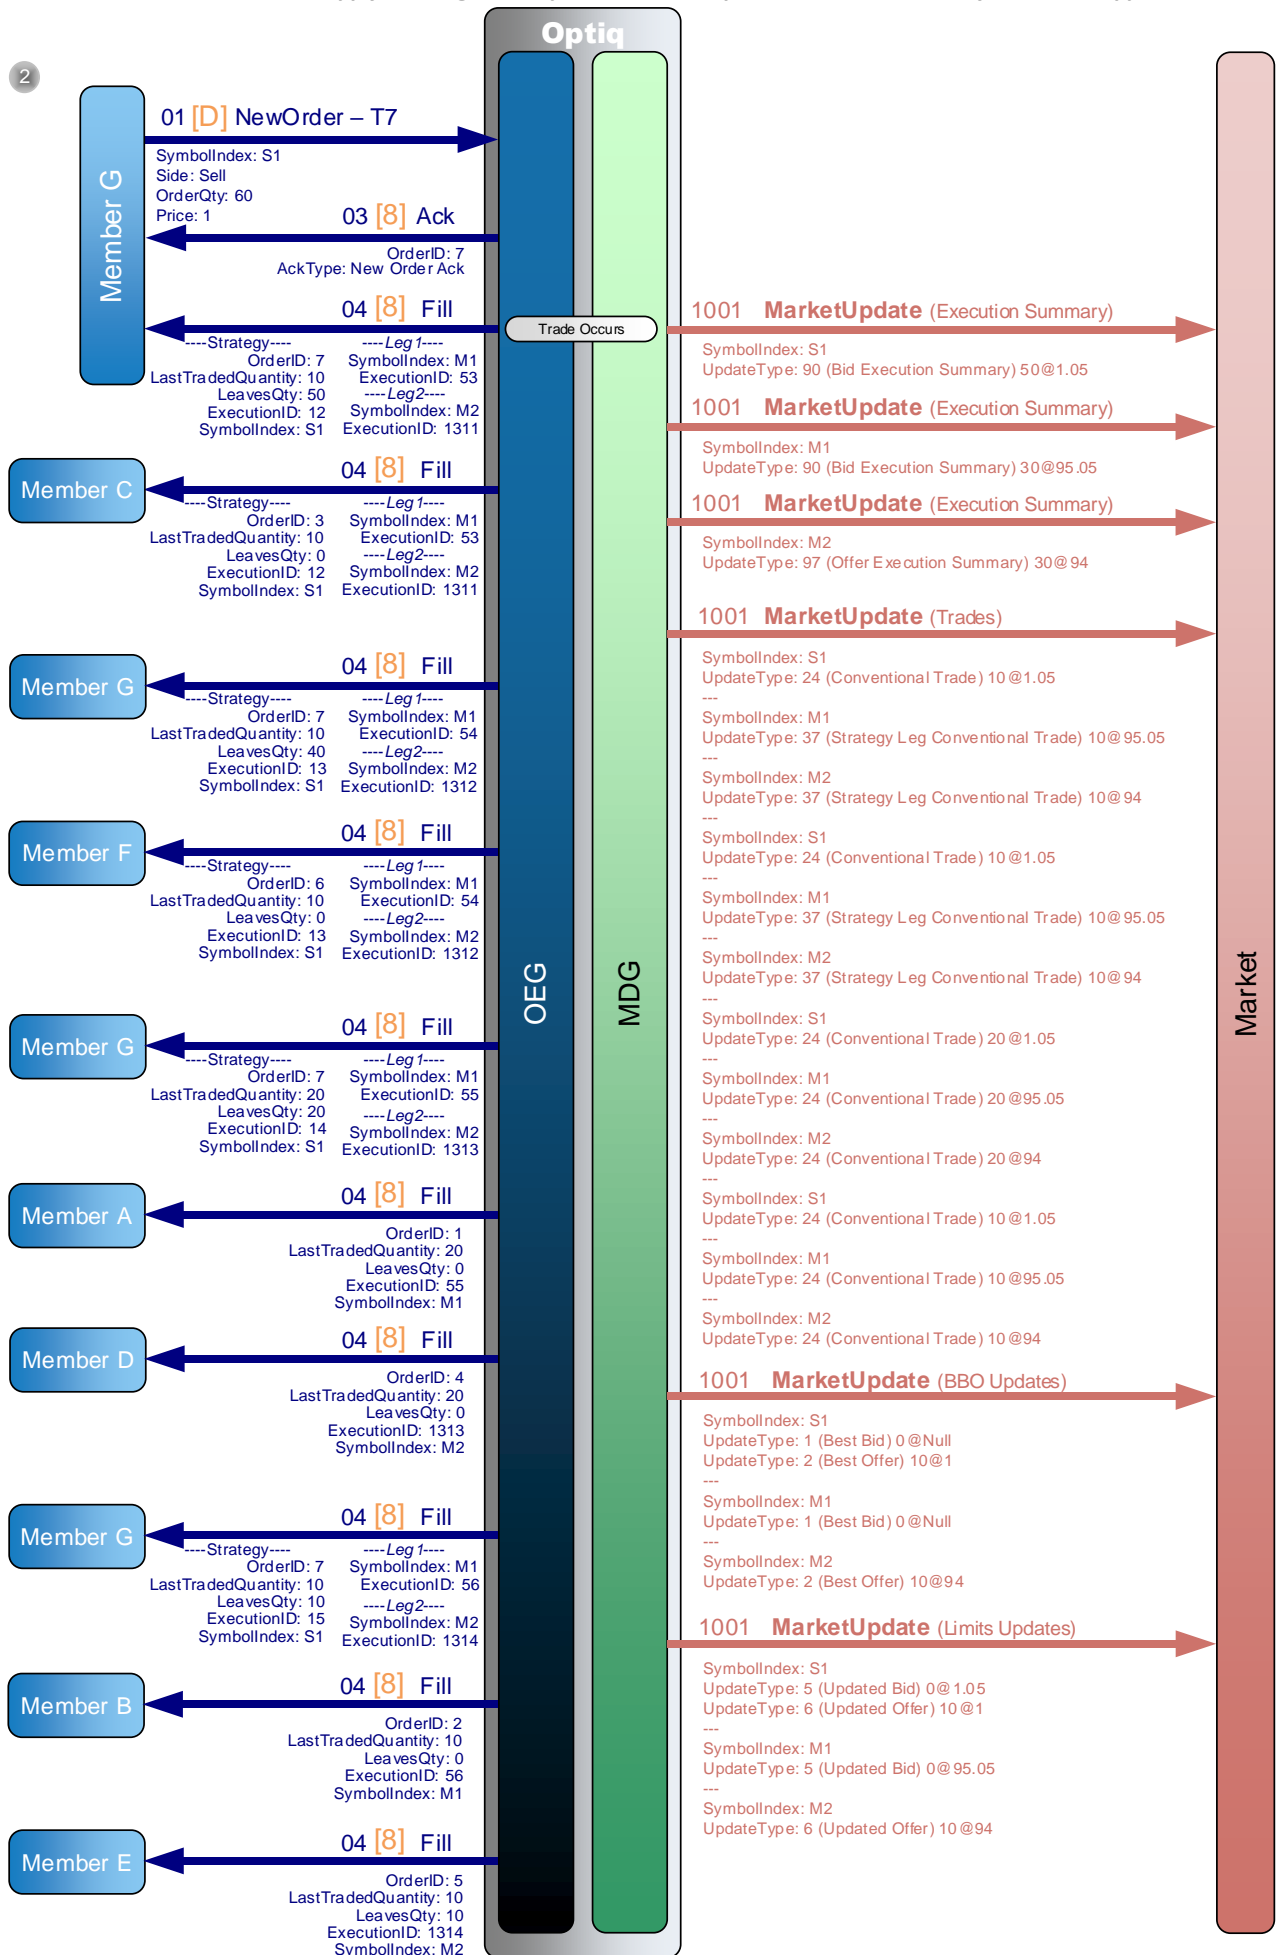 Optiq
2
Member G
01 [D] NewOrder – T7
SymbolIndex: S1
Side: Sell
OrderQty: 60
Price: 1
03 [8] Ack
OrderID: 7
AckType: New Order Ack
04 [8] Fill
----Strategy----
OrderID: 7
LastTradedQuantity: 10
LeavesQty: 50
ExecutionID: 12
SymbolIndex: S1
----Leg1----
SymbolIndex: M1
ExecutionID: 53
----Leg2----
SymbolIndex: M2
ExecutionID: 1311
Member C
04 [8] Fill
----Strategy----
OrderID: 3
LastTradedQuantity: 10
LeavesQty: 0
ExecutionID: 12
SymbolIndex: S1
----Leg1----
SymbolIndex: M1
ExecutionID: 53
----Leg2----
SymbolIndex: M2
ExecutionID: 1311
Member G
04 [8] Fill
----Strategy----
OrderID: 7
LastTradedQuantity: 10
LeavesQty: 40
ExecutionID: 13
SymbolIndex: S1
----Leg1----
SymbolIndex: M1
ExecutionID: 54
----Leg2----
SymbolIndex: M2
ExecutionID: 1312
Member F
04 [8] Fill
----Strategy----
OrderID: 6
LastTradedQuantity: 10
LeavesQty: 0
ExecutionID: 13
SymbolIndex: S1
----Leg1----
SymbolIndex: M1
ExecutionID: 54
----Leg2----
SymbolIndex: M2
ExecutionID: 1312
Member G
04 [8] Fill
----Strategy----
OrderID: 7
LastTradedQuantity: 20
LeavesQty: 20
ExecutionID: 14
SymbolIndex: S1
----Leg1----
SymbolIndex: M1
ExecutionID: 55
----Leg2----
SymbolIndex: M2
ExecutionID: 1313
Member A
04 [8] Fill
OrderID: 1
LastTradedQuantity: 20
LeavesQty: 0
ExecutionID: 55
SymbolIndex: M1
Member D
04 [8] Fill
OrderID: 4
LastTradedQuantity: 20
LeavesQty: 0
ExecutionID: 1313
SymbolIndex: M2
Member G
04 [8] Fill
----Strategy----
OrderID: 7
LastTradedQuantity: 10
LeavesQty: 10
ExecutionID: 15
SymbolIndex: S1
----Leg1----
SymbolIndex: M1
ExecutionID: 56
----Leg2----
SymbolIndex: M2
ExecutionID: 1314
Member B
04 [8] Fill
OrderID: 2
LastTradedQuantity: 10
LeavesQty: 0
ExecutionID: 56
SymbolIndex: M1
Member E
04 [8] Fill
OrderID: 5
LastTradedQuantity: 10
LeavesQty: 10
ExecutionID: 1314
SymbolIndex: M2
Trade Occurs
OEG
MDG
1001 MarketUpdate (Execution Summary)
SymbolIndex: S1
UpdateType: 90 (Bid Execution Summary) 50@1.05
1001 MarketUpdate (Execution Summary)
SymbolIndex: M1
UpdateType: 90 (Bid Execution Summary) 30@95.05
1001 MarketUpdate (Execution Summary)
SymbolIndex: M2
UpdateType: 97 (Offer Execution Summary) 30@94
1001 MarketUpdate (Trades)
SymbolIndex: S1
UpdateType: 24 (Conventional Trade) 10@1.05
---
SymbolIndex: M1
UpdateType: 37 (Strategy Leg Conventional Trade) 10@95.05
---
SymbolIndex: M2
UpdateType: 37 (Strategy Leg Conventional Trade) 10@94
---
SymbolIndex: S1
UpdateType: 24 (Conventional Trade) 10@1.05
---
SymbolIndex: M1
UpdateType: 37 (Strategy Leg Conventional Trade) 10@95.05
---
SymbolIndex: M2
UpdateType: 37 (Strategy Leg Conventional Trade) 10@94
---
SymbolIndex: S1
UpdateType: 24 (Conventional Trade) 20@1.05
---
SymbolIndex: M1
UpdateType: 24 (Conventional Trade) 20@95.05
---
SymbolIndex: M2
UpdateType: 24 (Conventional Trade) 20@94
---
SymbolIndex: S1
UpdateType: 24 (Conventional Trade) 10@1.05
---
SymbolIndex: M1
UpdateType: 24 (Conventional Trade) 10@95.05
---
SymbolIndex: M2
UpdateType: 24 (Conventional Trade) 10@94
1001 MarketUpdate (BBO Updates)
SymbolIndex: S1
UpdateType: 1 (Best Bid) 0@Null
UpdateType: 2 (Best Offer) 10@1
---
SymbolIndex: M1
UpdateType: 1 (Best Bid) 0@Null
---
SymbolIndex: M2
UpdateType: 2 (Best Offer) 10@94
1001 MarketUpdate (Limits Updates)
SymbolIndex: S1
UpdateType: 5 (Updated Bid) 0@1.05
UpdateType: 6 (Updated Offer) 10@1
---
SymbolIndex: M1
UpdateType: 5 (Updated Bid) 0@95.05
---
SymbolIndex: M2
UpdateType: 6 (Updated Offer) 10@94
Market